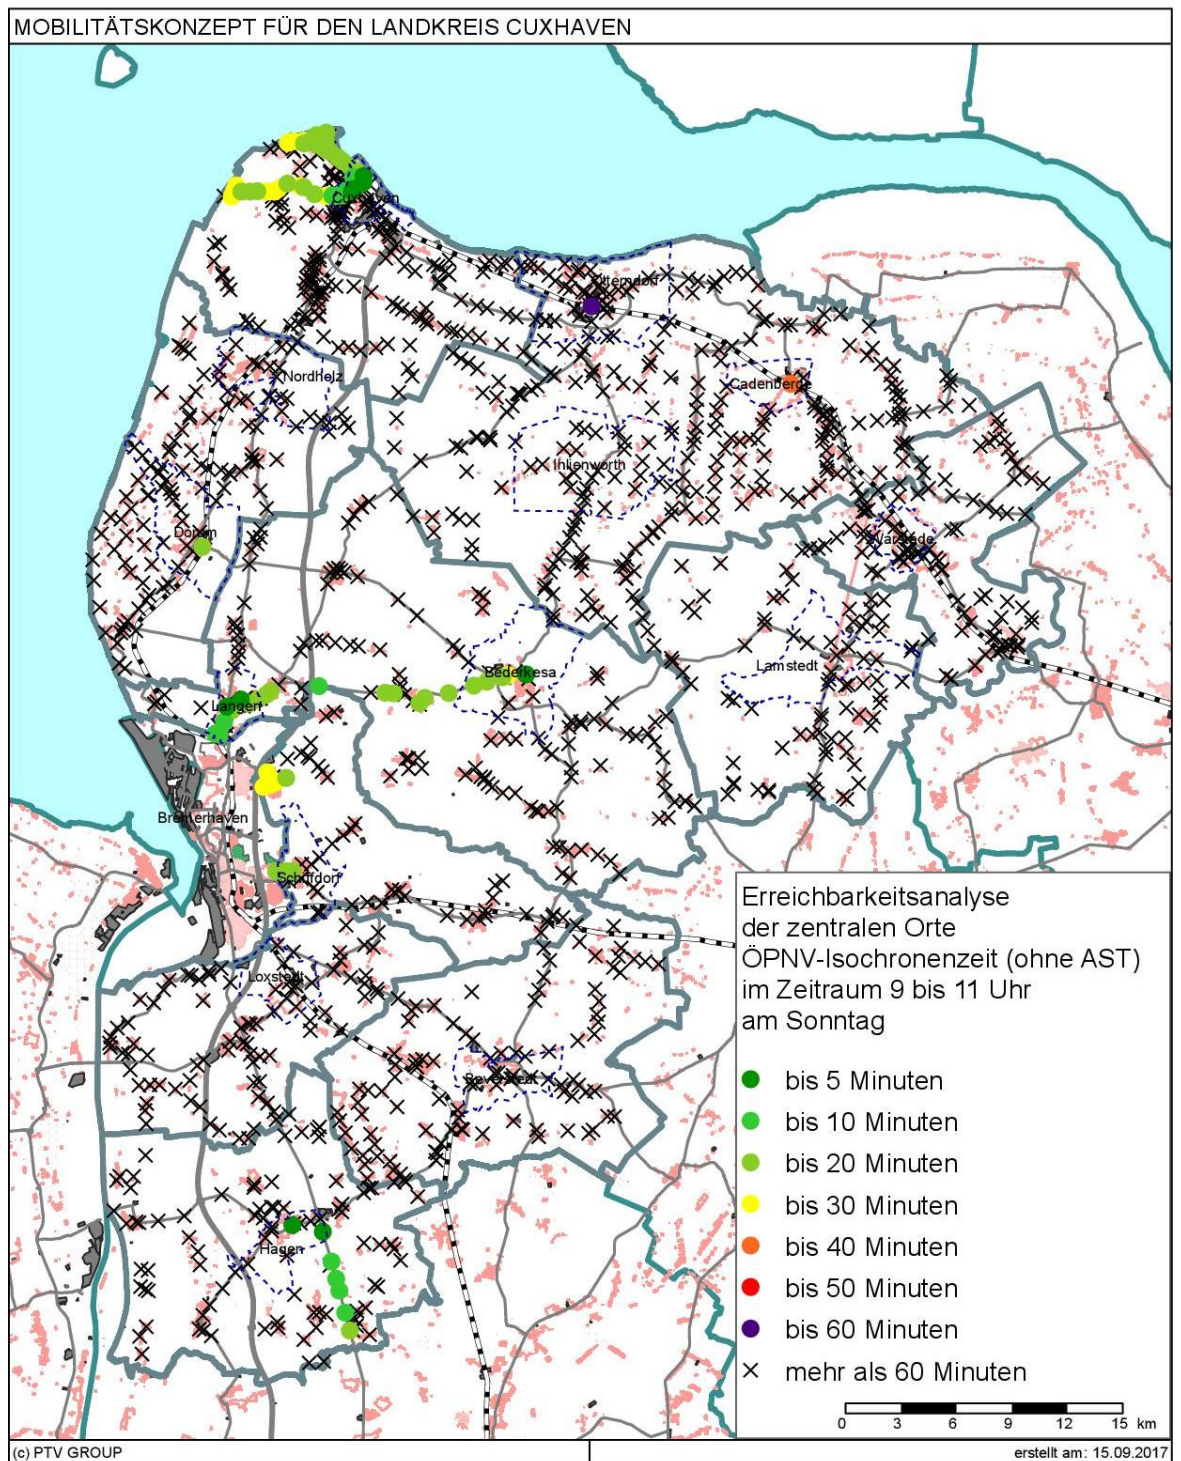 MOBILITÄTSKONZEPT FÜR DEN LANDKREIS CUXHAVEN
Cuxhaven
Otterndorf
Nordholz
Cadenberge
Ihlienworth
Dorum
Warstade
Lamstedt
Bederkesa
Langen
Bremerhaven
Schiffdorf
Loxstedt
Beverstedt
Hagen
Erreichbarkeitsanalyse
der zentralen Orte
ÖPNV-Isochronenzeit (ohne AST)
im Zeitraum 9 bis 11 Uhr
am Sonntag
bis 5 Minuten
bis 10 Minuten
bis 20 Minuten
bis 30 Minuten
bis 40 Minuten
bis 50 Minuten
bis 60 Minuten
mehr als 60 Minuten
0 3 6 9 12 15 km
(c) PTV GROUP
erstellt am: 15.09.2017